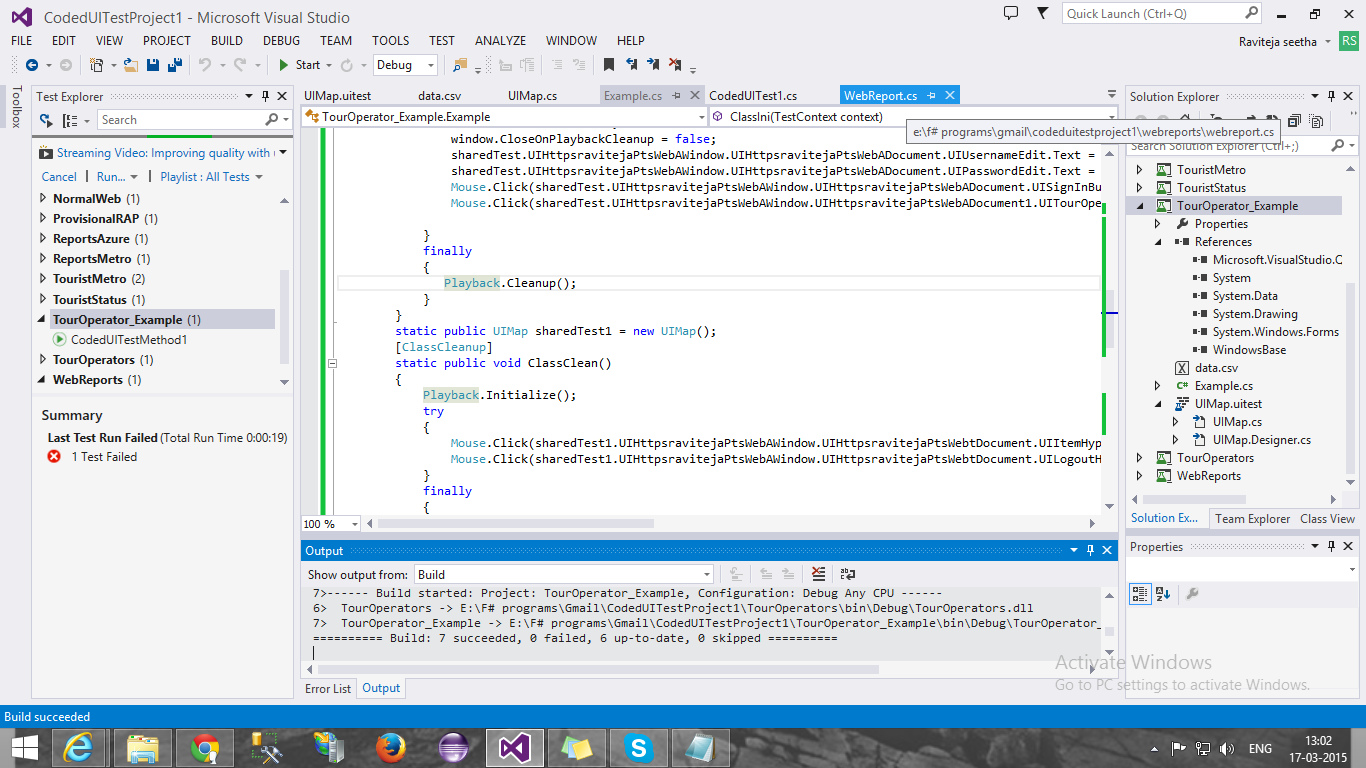 CodedUITestProject1 - Microsoft Visual Studio
Quick Launch (Ctrl+Q)
FILE EDIT VIEW PROJECT BUILD DEBUG TEAM TOOLS TEST ANALYZE WINDOW HELP
Raviteja seetha
RS
Start
Debug
Toolbox
Test Explorer
Search
Streaming Video: Improving quality with
Cancel
Run...
Playlist : All Tests
NormalWeb (1)
ProvisionalRAP (1)
ReportsAzure (1)
ReportsMetro (1)
TouristMetro (2)
TouristStatus (1)
TourOperator_Example (1)
CodedUITestMethod1
TourOperators (1)
WebReports (1)
Summary
Last Test Run Failed (Total Run Time 0:00:19)
1 Test Failed
UIMap.uitest
data.csv
UIMap.cs
Example.cs
CodedUITest1.cs
WebReport.cs
TourOperator_Example.Example
ClassIni(TestContext context)
e:\f# programs\gmail\codeduitestproject1\webreports\webreport.cs
window.CloseOnPlaybackCleanup = false;
sharedTest.UIHttpsravitejaPtsWebAWindow.UIHttpsravitejaPtsWebADocument.UIUsernameEdit.Text =
sharedTest.UIHttpsravitejaPtsWebAWindow.UIHttpsravitejaPtsWebADocument.UIPasswordEdit.Text =
Mouse.Click(sharedTest.UIHttpsravitejaPtsWebAWindow.UIHttpsravitejaPtsWebADocument.UISignInBu
Mouse.Click(sharedTest.UIHttpsravitejaPtsWebAWindow.UIHttpsravitejaPtsWebADocument1.UITourOpe
}
finally
{
Playback.Cleanup();
}
}
static public UIMap sharedTest1 = new UIMap();
[ClassCleanup]
static public void ClassClean()
{
Playback.Initialize();
try
{
Mouse.Click(sharedTest1.UIHttpsravitejaPtsWebAWindow.UIHttpsravitejaPtsWebtDocument.UIItemHyp
Mouse.Click(sharedTest1.UIHttpsravitejaPtsWebAWindow.UIHttpsravitejaPtsWebtDocument.UILogoutH
}
finally
{
100 %
Output
Show output from: Build
7>------ Build started: Project: TourOperator_Example, Configuration: Debug Any CPU ------
6> TourOperators -> E:\F# programs\Gmail\CodedUITestProject1\TourOperators\bin\Debug\TourOperators.dll
7> TourOperator_Example -> E:\F# programs\Gmail\CodedUITestProject1\TourOperator_Example\bin\Debug\TourOperator_
========== Build: 7 succeeded, 0 failed, 6 up-to-date, 0 skipped ==========
Error List
Output
Solution Explorer
Search Solution Explorer (Ctrl+;)
TouristMetro
TouristStatus
TourOperator_Example
Properties
References
Microsoft.VisualStudio.Q
System
System.Data
System.Drawing
System.Windows.Forms
WindowsBase
data.csv
Example.cs
UIMap.uitest
UIMap.cs
UIMap.Designer.cs
TourOperators
WebReports
Solution Ex...
Team Explorer
Class View
Properties
Activate Windows
Go to PC settings to activate Windows.
Build succeeded
ENG
13:02
17-03-2015